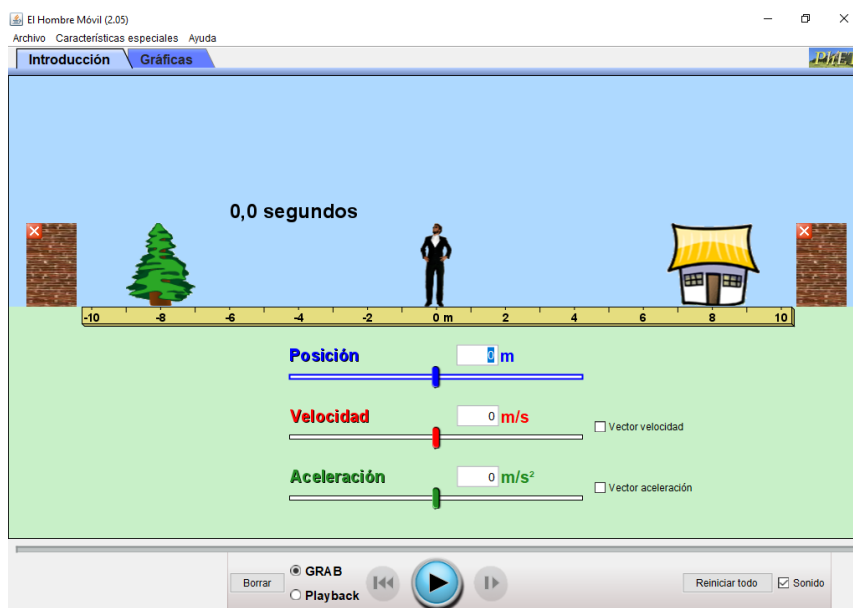 El Hombre Móvil (2.05)
Archivo Características especiales Ayuda
Introducción Gráficas
PhET
0,0 segundos
-10 -8 -6 -4 -2 0 m 2 4 6 8 10
Posición 0 m
Velocidad 0 m/s
Vector velocidad
Aceleración 0 m/s²
Vector aceleración
Borrar
GRAB
Playback
Reiniciar todo
Sonido